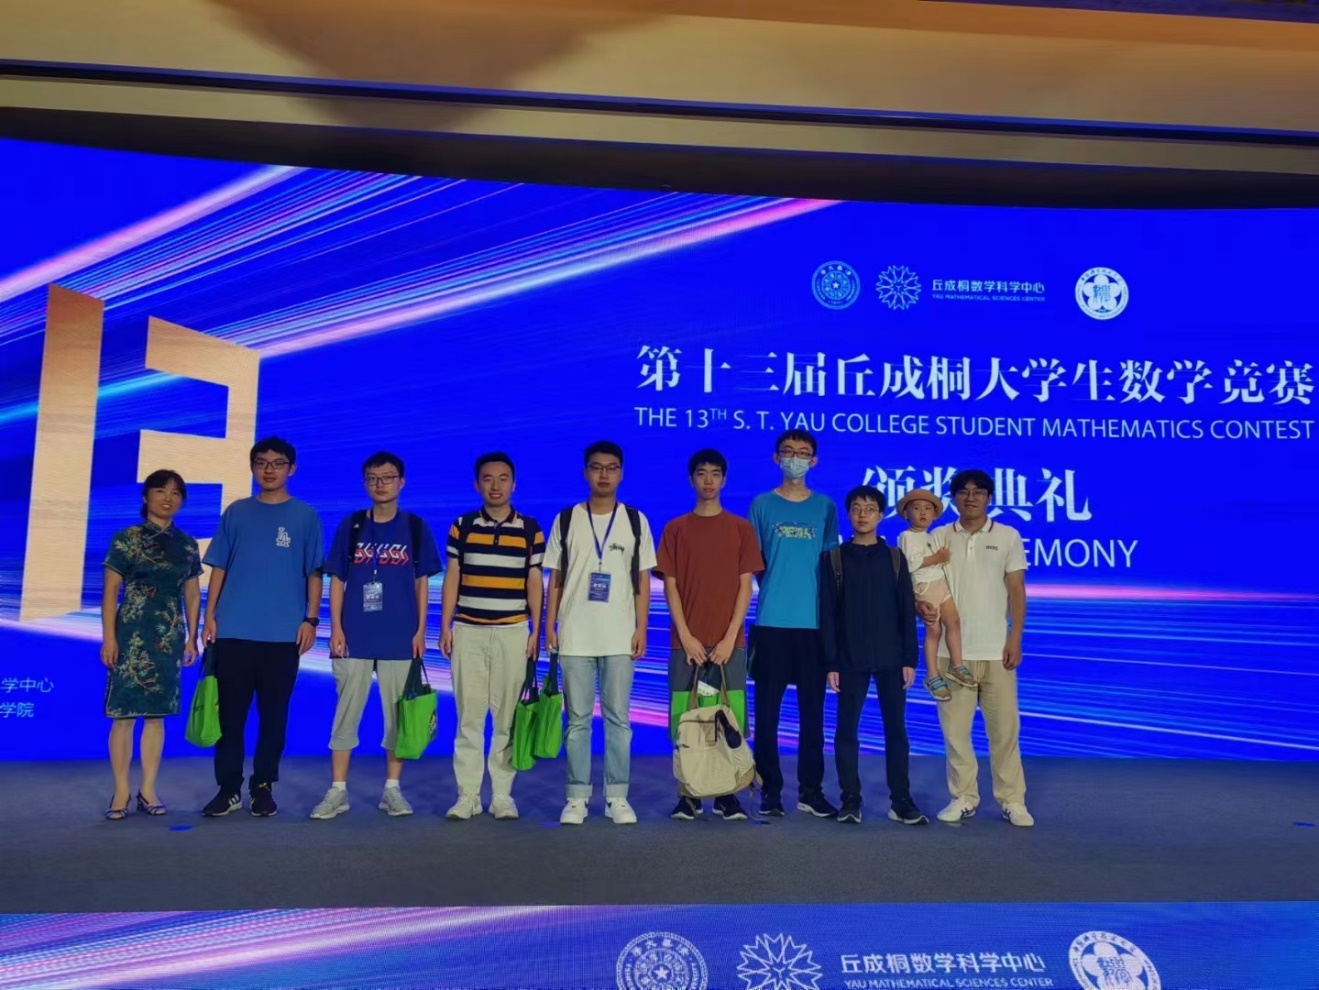 丘成桐数学科学中心
YAU MATHEMATICAL SCIENCES CENTER
第十三届丘成桐大学生数学竞赛
THE 13TH S. T. YAU COLLEGE STUDENT MATHEMATICS CONTEST
颁奖典礼
EMONY
13
学中心
学院
LA
丘成桐数学科学中心
YAU MATHEMATICAL SCIENCES CENTER